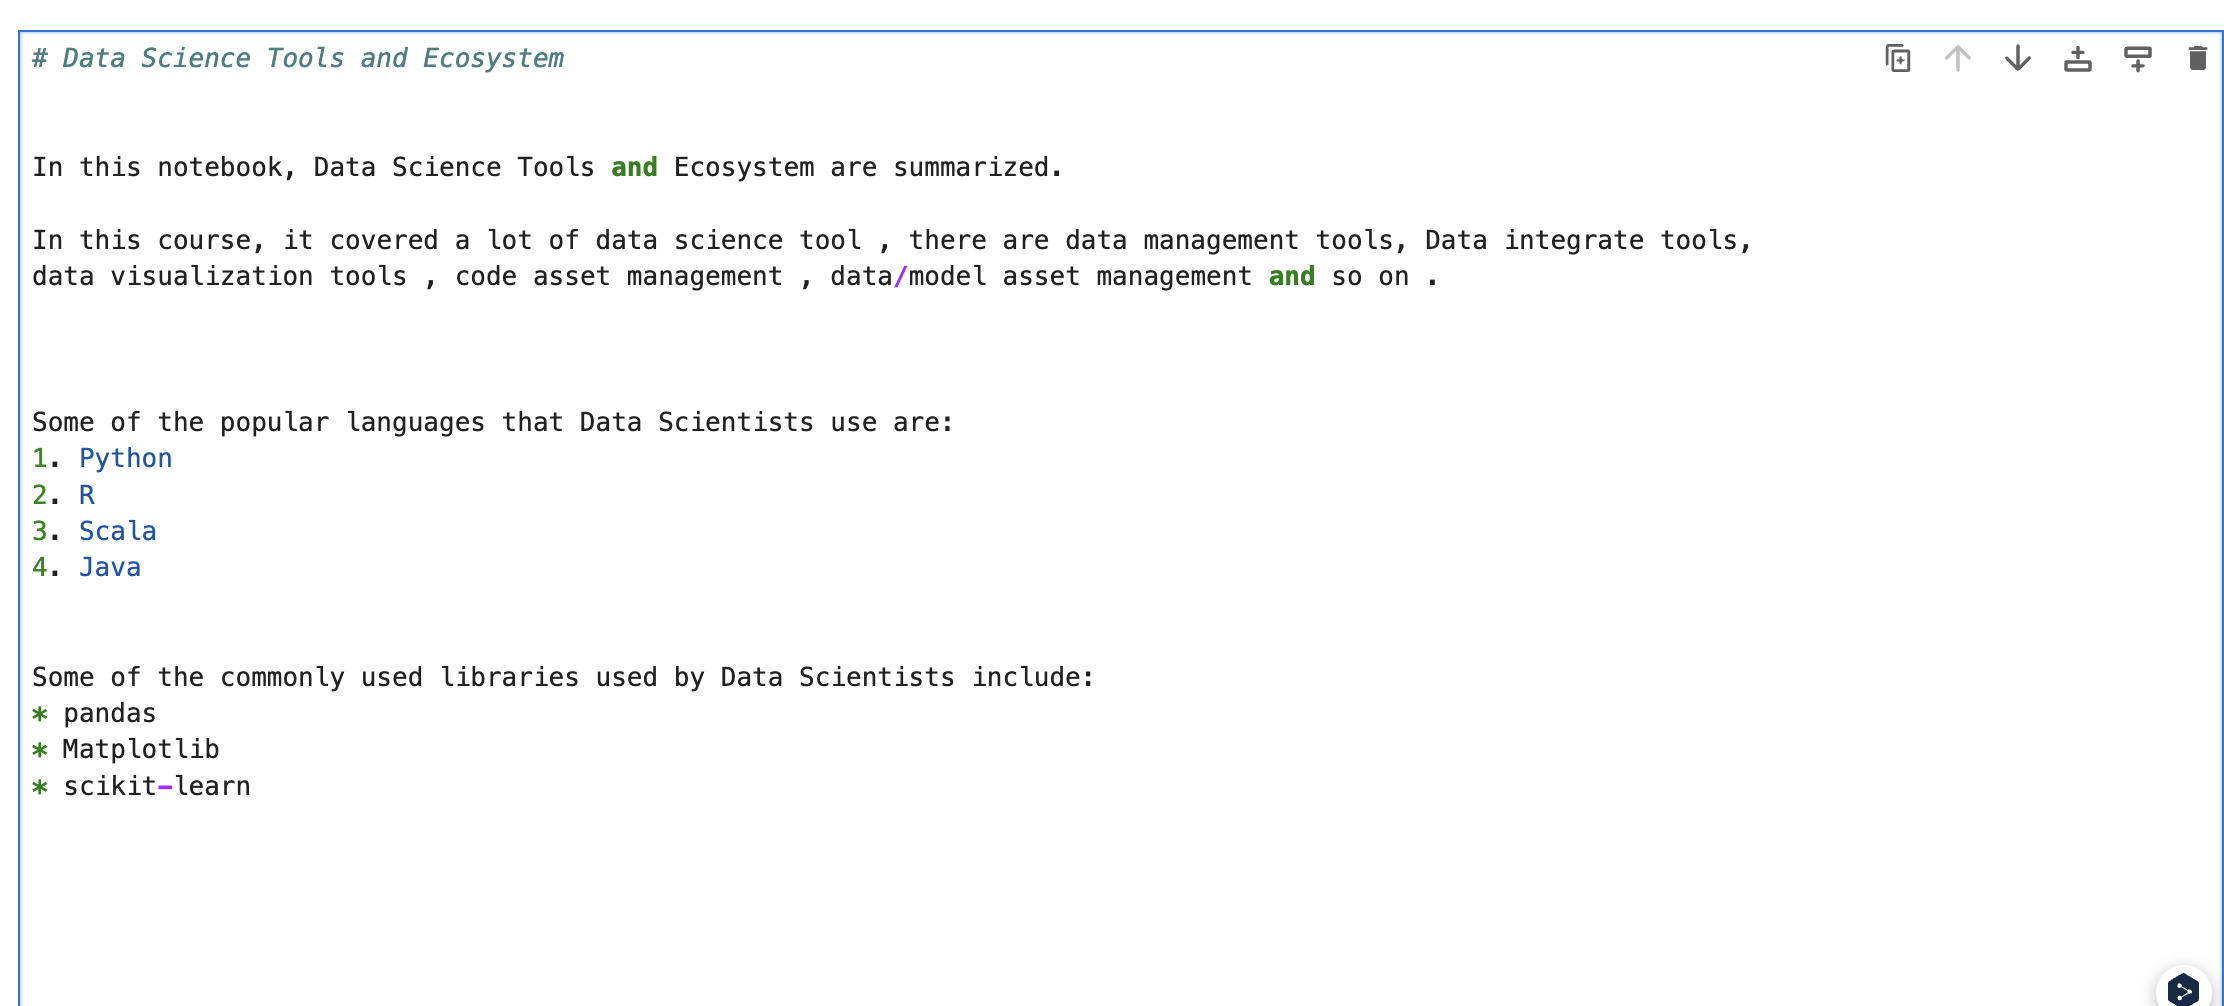 # Data Science Tools and Ecosystem
In this notebook, Data Science Tools and Ecosystem are summarized.
In this course, it covered a lot of data science tool , there are data management tools, Data integrate tools,
data visualization tools , code asset management , data/model asset management and so on .
Some of the popular languages that Data Scientists use are:
1. Python
2. R
3. Scala
4. Java
Some of the commonly used libraries used by Data Scientists include:
* pandas
* Matplotlib
* scikit-learn